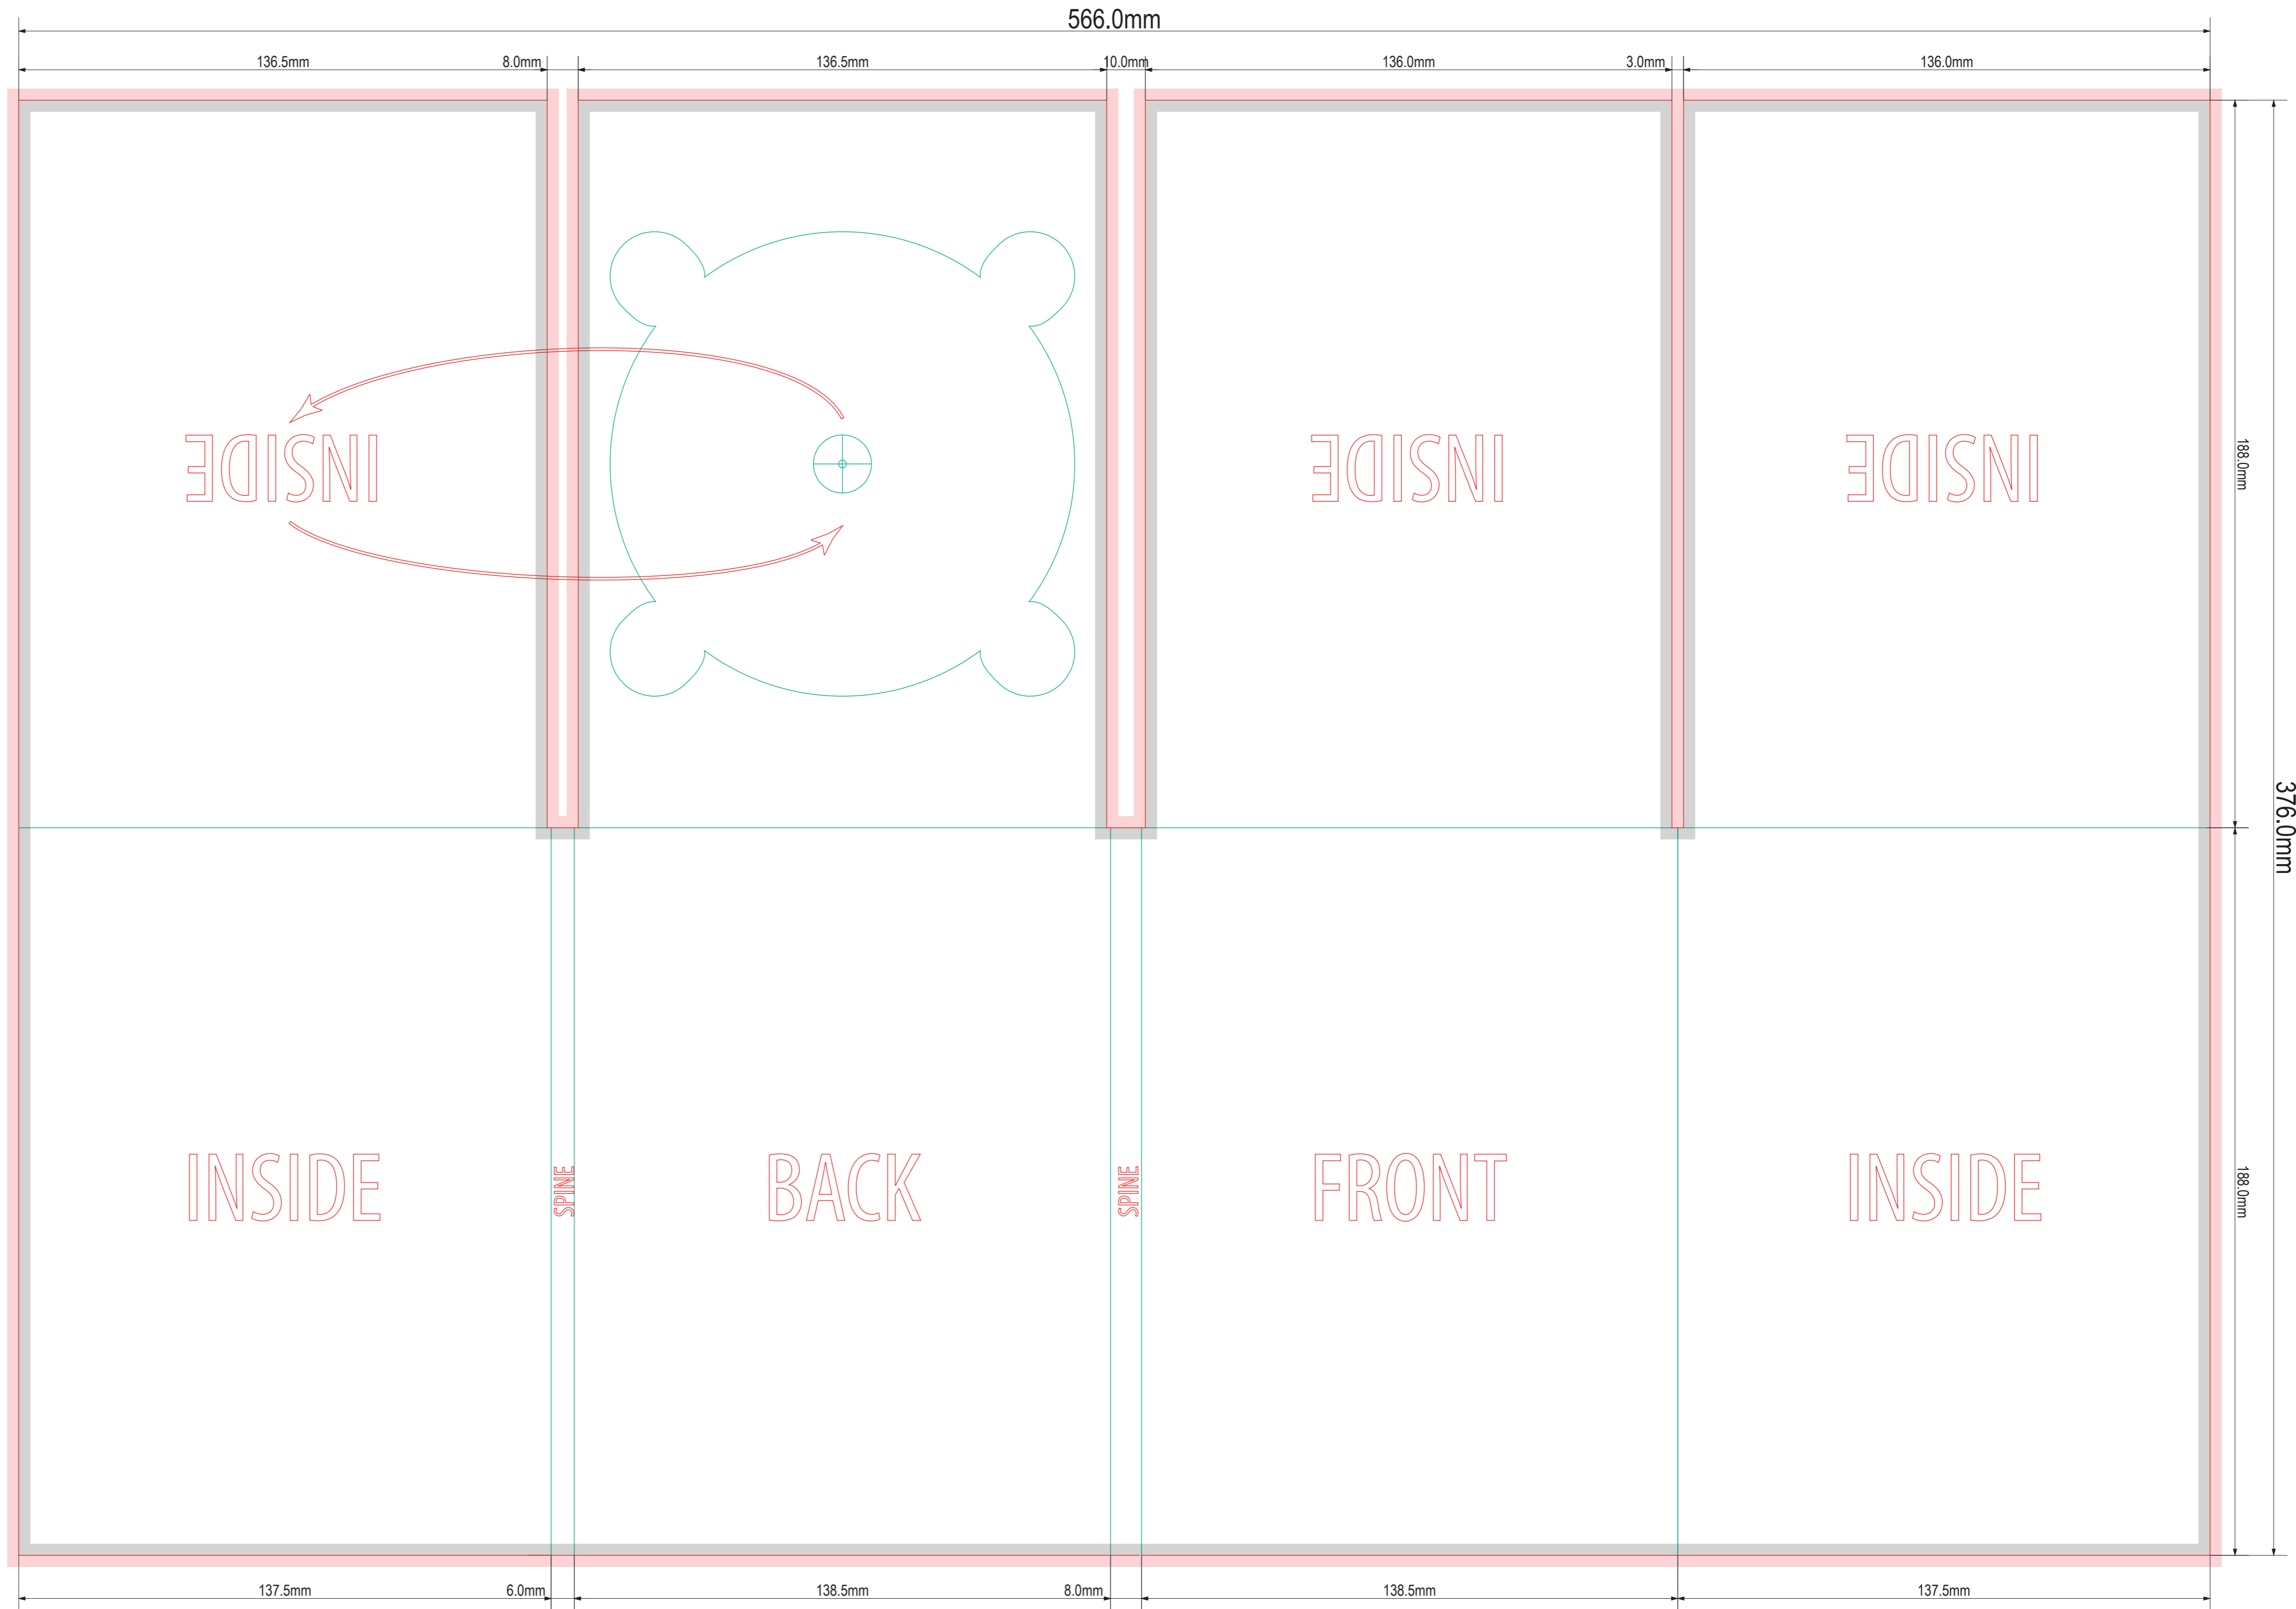 566.0mm
136.5mm 8.0mm 136.5mm 10.0mm 136.0mm 3.0mm 136.0mm
INSIDE INSIDE INSIDE
188.0mm
376.0mm
INSIDE SPINE BACK SPINE FRONT INSIDE
188.0mm
137.5mm 6.0mm 138.5mm 8.0mm 138.5mm 137.5mm